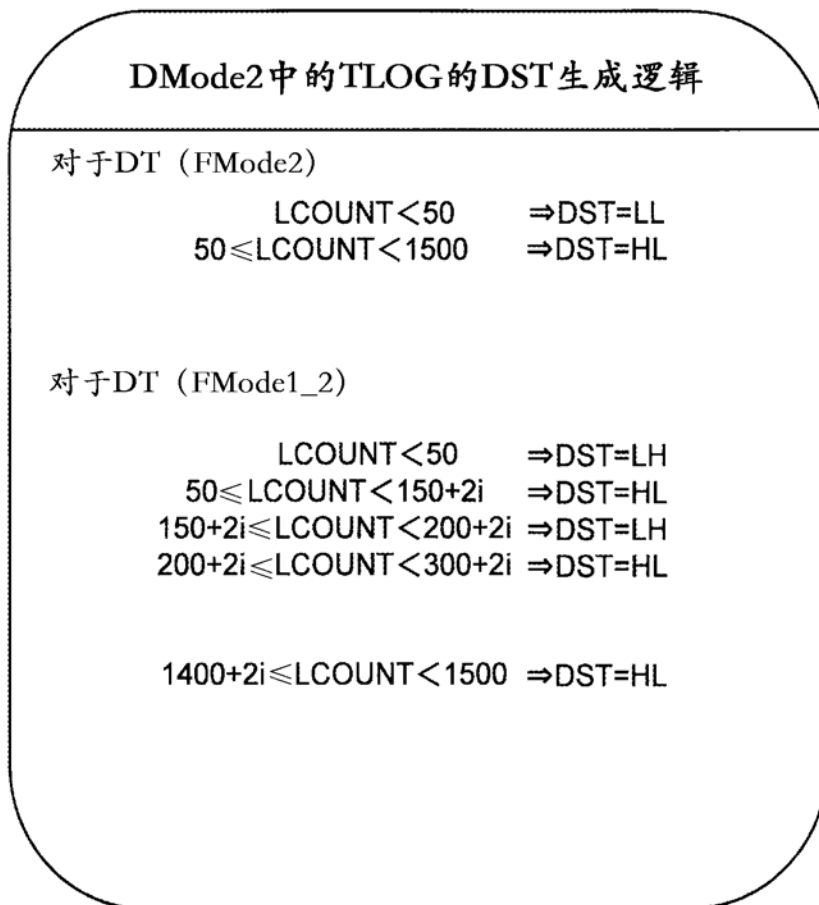 DMode2中的TLOG的DST生成逻辑
对于DT（FMode2）
LCOUNT＜50 ⇒DST=LL
50≤LCOUNT＜1500 ⇒DST=HL
对于DT（FMode1_2）
LCOUNT＜50 ⇒DST=LH
50≤LCOUNT＜150+2i ⇒DST=HL
150+2i≤LCOUNT＜200+2i ⇒DST=LH
200+2i≤LCOUNT＜300+2i ⇒DST=HL
1400+2i≤LCOUNT＜1500 ⇒DST=HL